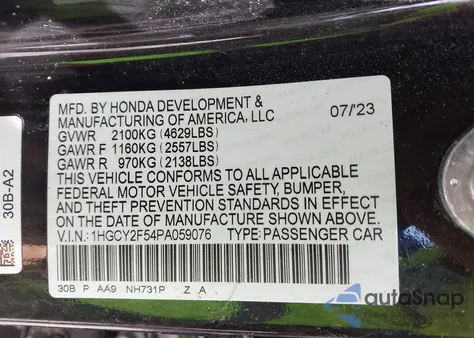 MFD. BY HONDA DEVELOPMENT &
MANUFACTURING OF AMERICA, LLC 07/23
GVWR 2100KG (4629LBS)
GAWR F 1160KG (2557LBS)
GAWR R 970KG (2138LBS)
THIS VEHICLE CONFORMS TO ALL APPLICABLE
FEDERAL MOTOR VEHICLE SAFETY, BUMPER,
AND THEFT PREVENTION STANDARDS IN EFFECT
ON THE DATE OF MANUFACTURE SHOWN ABOVE.
V.I.N.: 1HGCY2F54PA059076 TYPE: PASSENGER CAR
30B P AA9 NH731P Z A
30B-A2
autoSnap